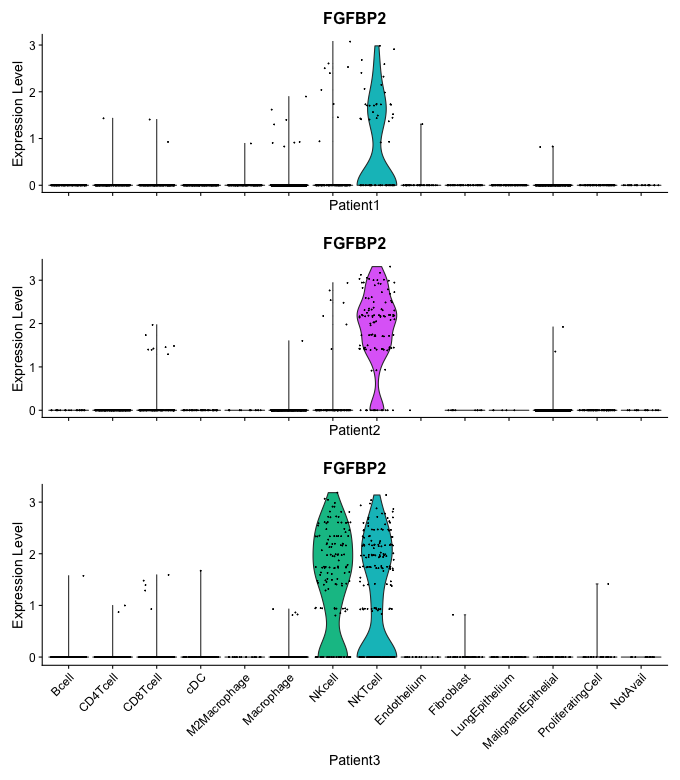 FGFBP2
3
2
1
0
Expression Level
Patient1
FGFBP2
3
2
1
0
Expression Level
Patient2
FGFBP2
3
2
1
0
Expression Level
Bcell
CD4Tcell
CD8Tcell
cDC
M2Macrophage
Macrophage
NKcell
NKTcell
Endothelium
Fibroblast
LungEpithelium
MalignantEpithelial
ProliferatingCell
NotAvail
Patient3